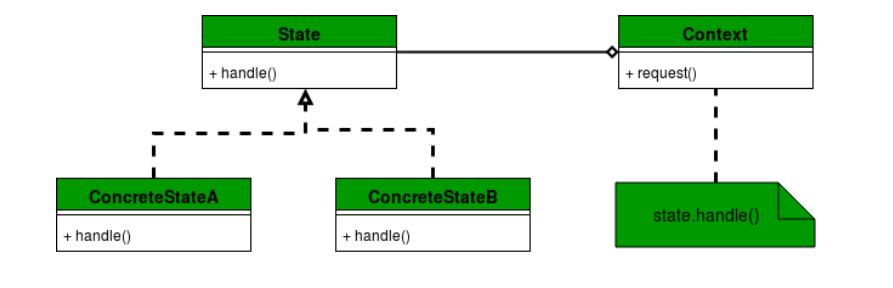 State
+ handle()
Context
+ request()
ConcreteStateA
+ handle()
ConcreteStateB
+ handle()
state.handle()